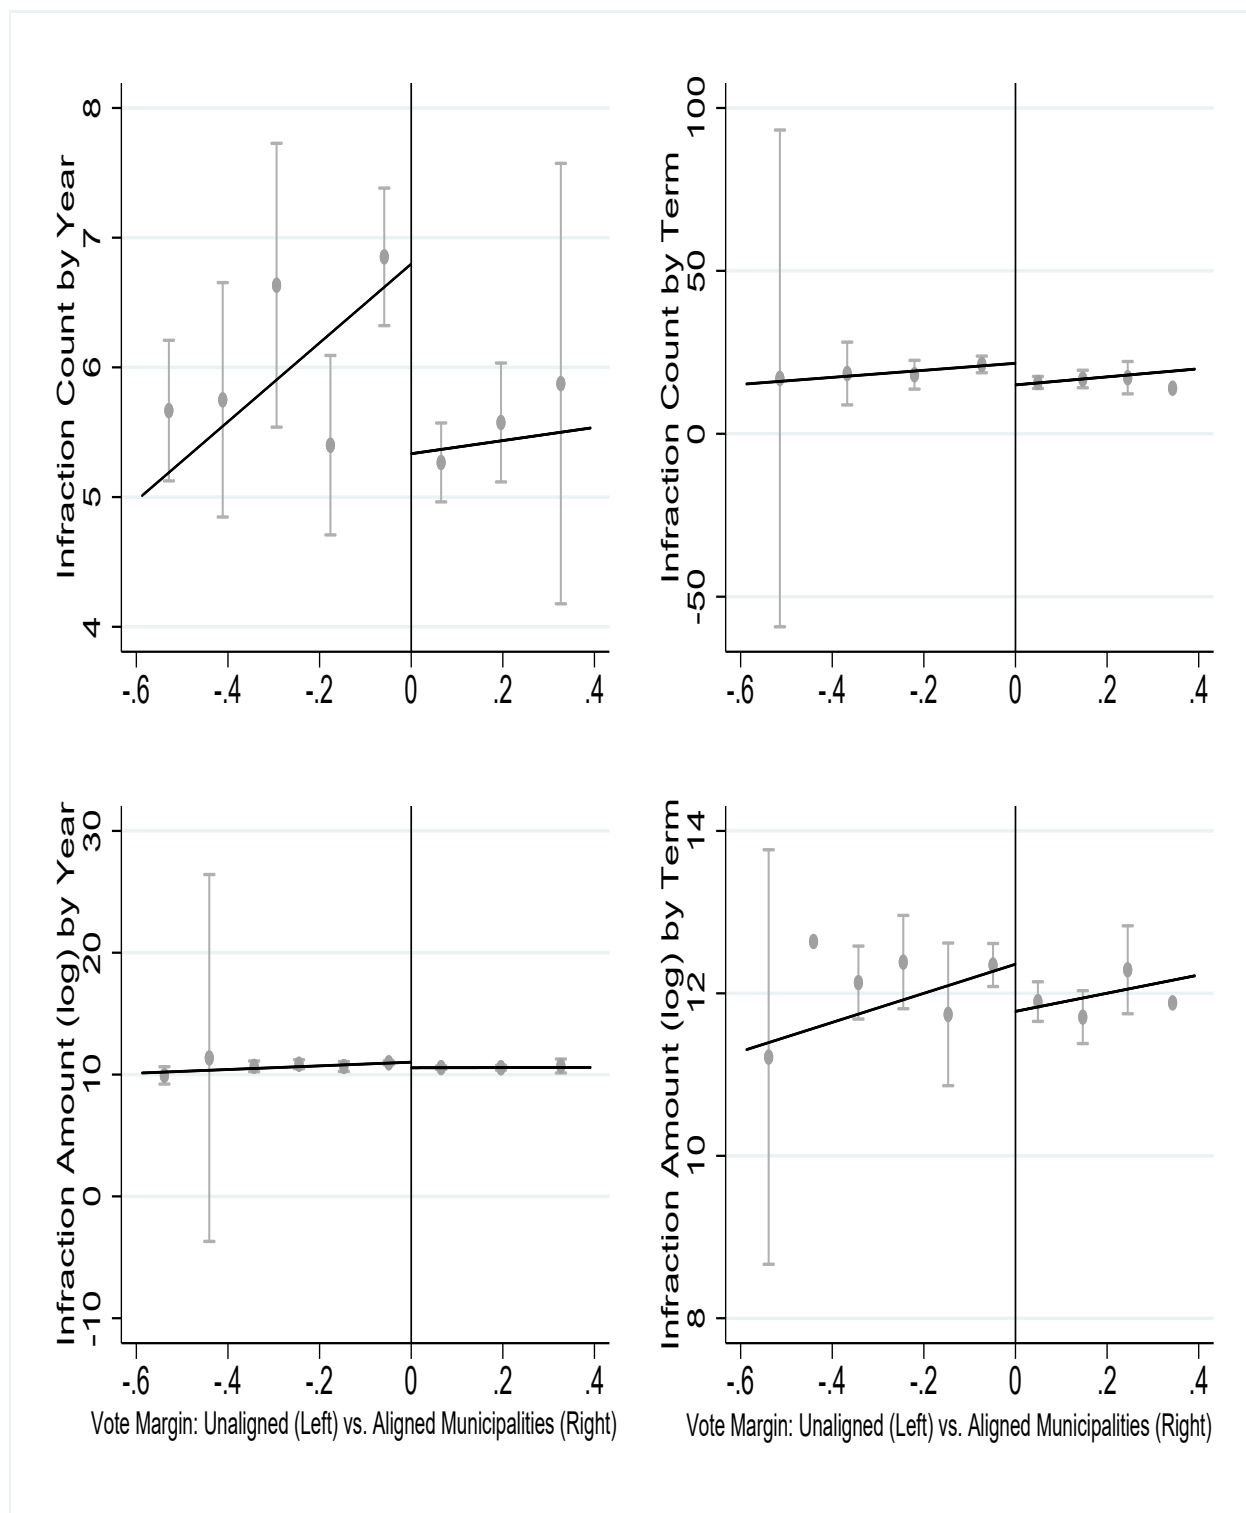 Infraction Count by Year
8
7
6
5
4
-.6 -.4 -.2 0 .2 .4
Infraction Count by Term
100
50
0
-50
-.6 -.4 -.2 0 .2 .4
Infraction Amount (log) by Year
30
20
10
0
-10
-.6 -.4 -.2 0 .2 .4
Vote Margin: Unaligned (Left) vs. Aligned Municipalities (Right)
Infraction Amount (log) by Term
14
12
10
8
-.6 -.4 -.2 0 .2 .4
Vote Margin: Unaligned (Left) vs. Aligned Municipalities (Right)